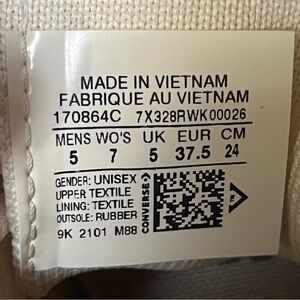 MADE IN VIETNAM
FABRIQUE AU VIETNAM
170864C 7X328RWK00026
MENS WO'S UK EUR CM
5 7 5 37.5 24
GENDER: UNISEX
UPPER TEXTILE
LINING: TEXTILE
OUTSOLE: RUBBER
9K 2101 M88
CONVERSE